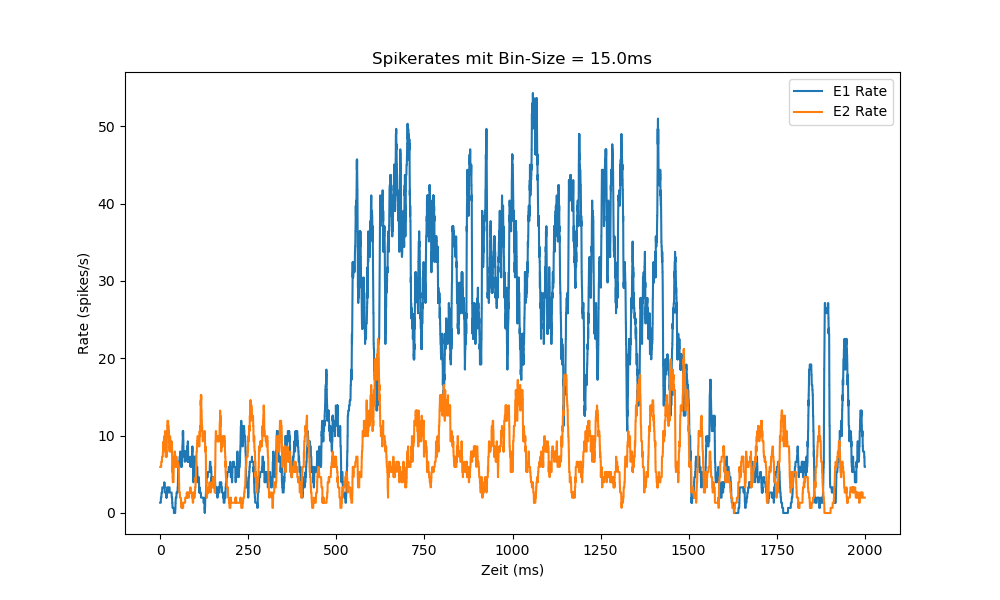 Spikerates mit Bin-Size = 15.0ms
E1 Rate
E2 Rate
Rate (spikes/s)
50
40
30
20
10
0
0 250 500 750 1000 1250 1500 1750 2000
Zeit (ms)